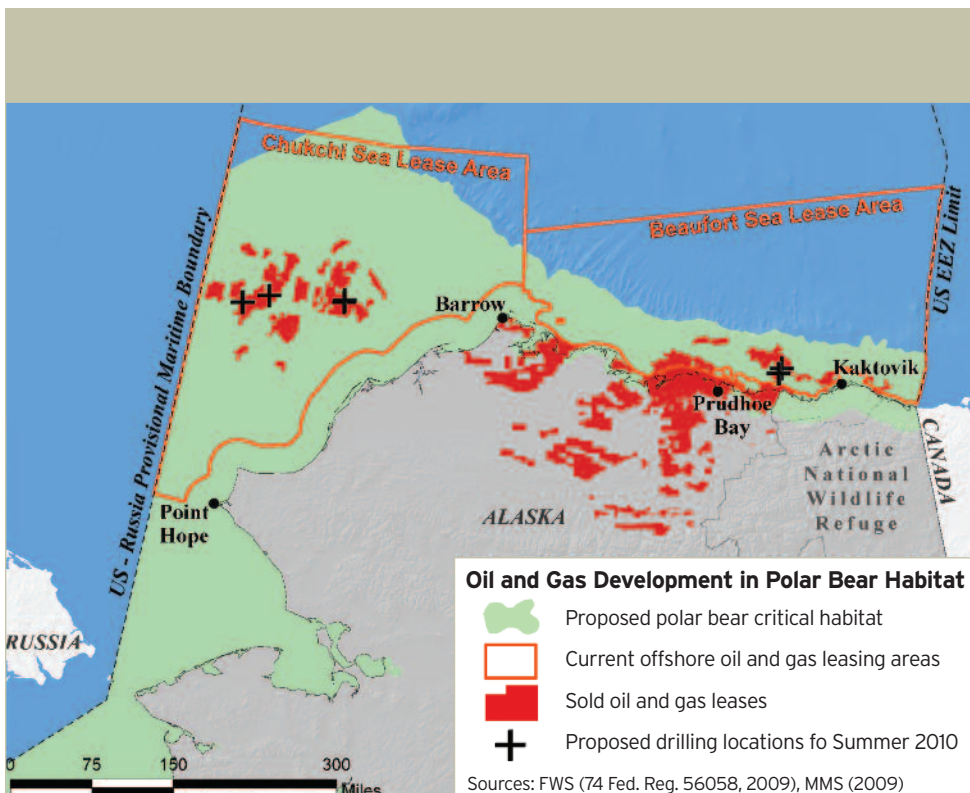 Chukchi Sea Lease Area
Beaufort Sea Lease Area
US - Russia Provisional Maritime Boundary
US EEZ Limit
Barrow
Kaktovik
Prudhoe
Bay
CANADA
Arctic
National
Wildlife
Refuge
Point
Hope
ALASKA
RUSSIA
Oil and Gas Development in Polar Bear Habitat
Proposed polar bear critical habitat
Current offshore oil and gas leasing areas
Sold oil and gas leases
Proposed drilling locations fo Summer 2010
Sources: FWS (74 Fed. Reg. 56058, 2009), MMS (2009)
0 75 150 300
Miles